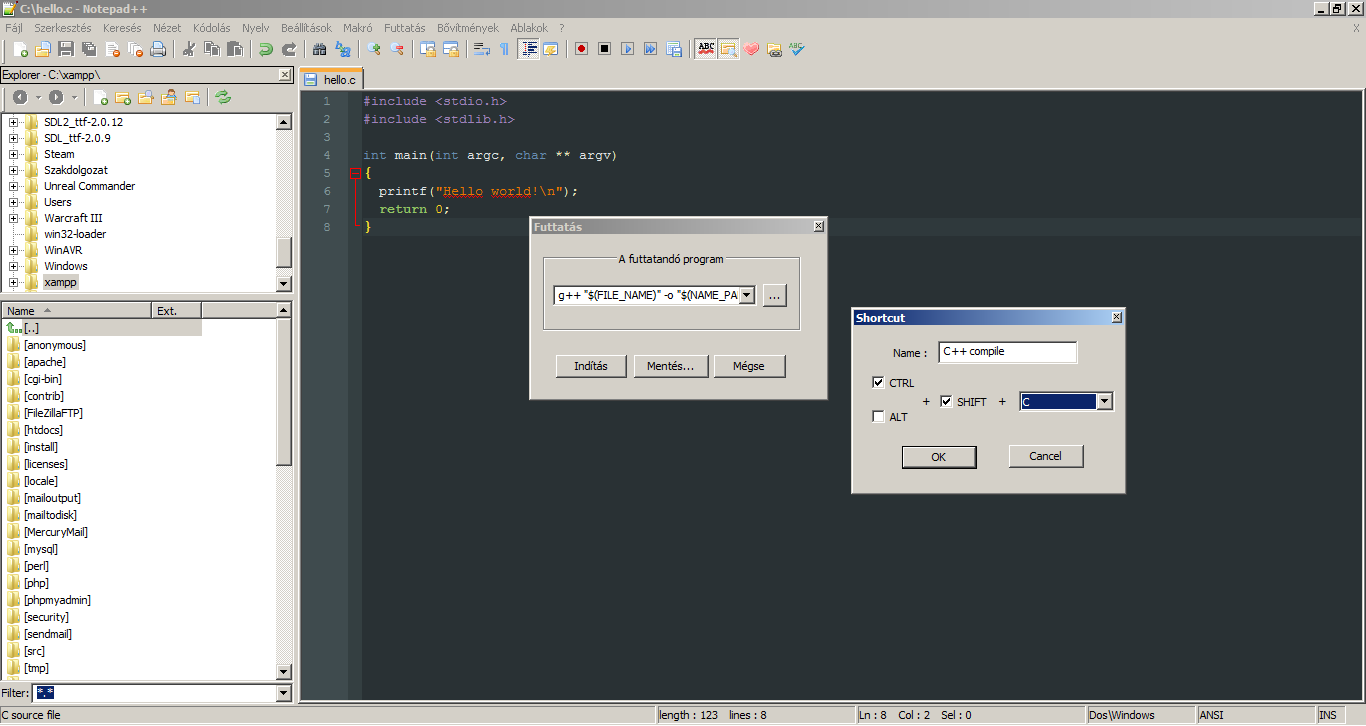 C:\hello.c - Notepad++
Fájl Szerkesztés Keresés Nézet Kódolás Nyelv Beállítások Makró Futtatás Bővítmények Ablakok ? X
ABC ABC
Explorer - C:\xampp\
SDL2_ttf-2.0.12
SDL_ttf-2.0.9
Steam
Szakdolgozat
Unreal Commander
Users
Warcraft III
win32-loader
WinAVR
Windows
xampp
Name Ext.
[..]
[anonymous]
[apache]
[cgi-bin]
[contrib]
[FileZillaFTP]
[htdocs]
[install]
[licenses]
[locale]
[mailoutput]
[mailtodisk]
[MercuryMail]
[mysql]
[perl]
[php]
[phpmyadmin]
[security]
[sendmail]
[src]
[tmp]
Filter: *.*
hello.c
1 #include <stdio.h>
2 #include <stdlib.h>
3
4 int main(int argc, char ** argv)
5 {
6 printf("Hello world!\n");
7 return 0;
8 }
Futtatás
A futtatandó program
g++ "$(FILE_NAME)" -o "$(NAME_PA
...
Indítás Mentés... Mégse
Shortcut
Name : C++ compile
CTRL
+ SHIFT + C
ALT
OK Cancel
C source file length : 123 lines : 8 Ln : 8 Col : 2 Sel : 0 Dos\Windows ANSI INS